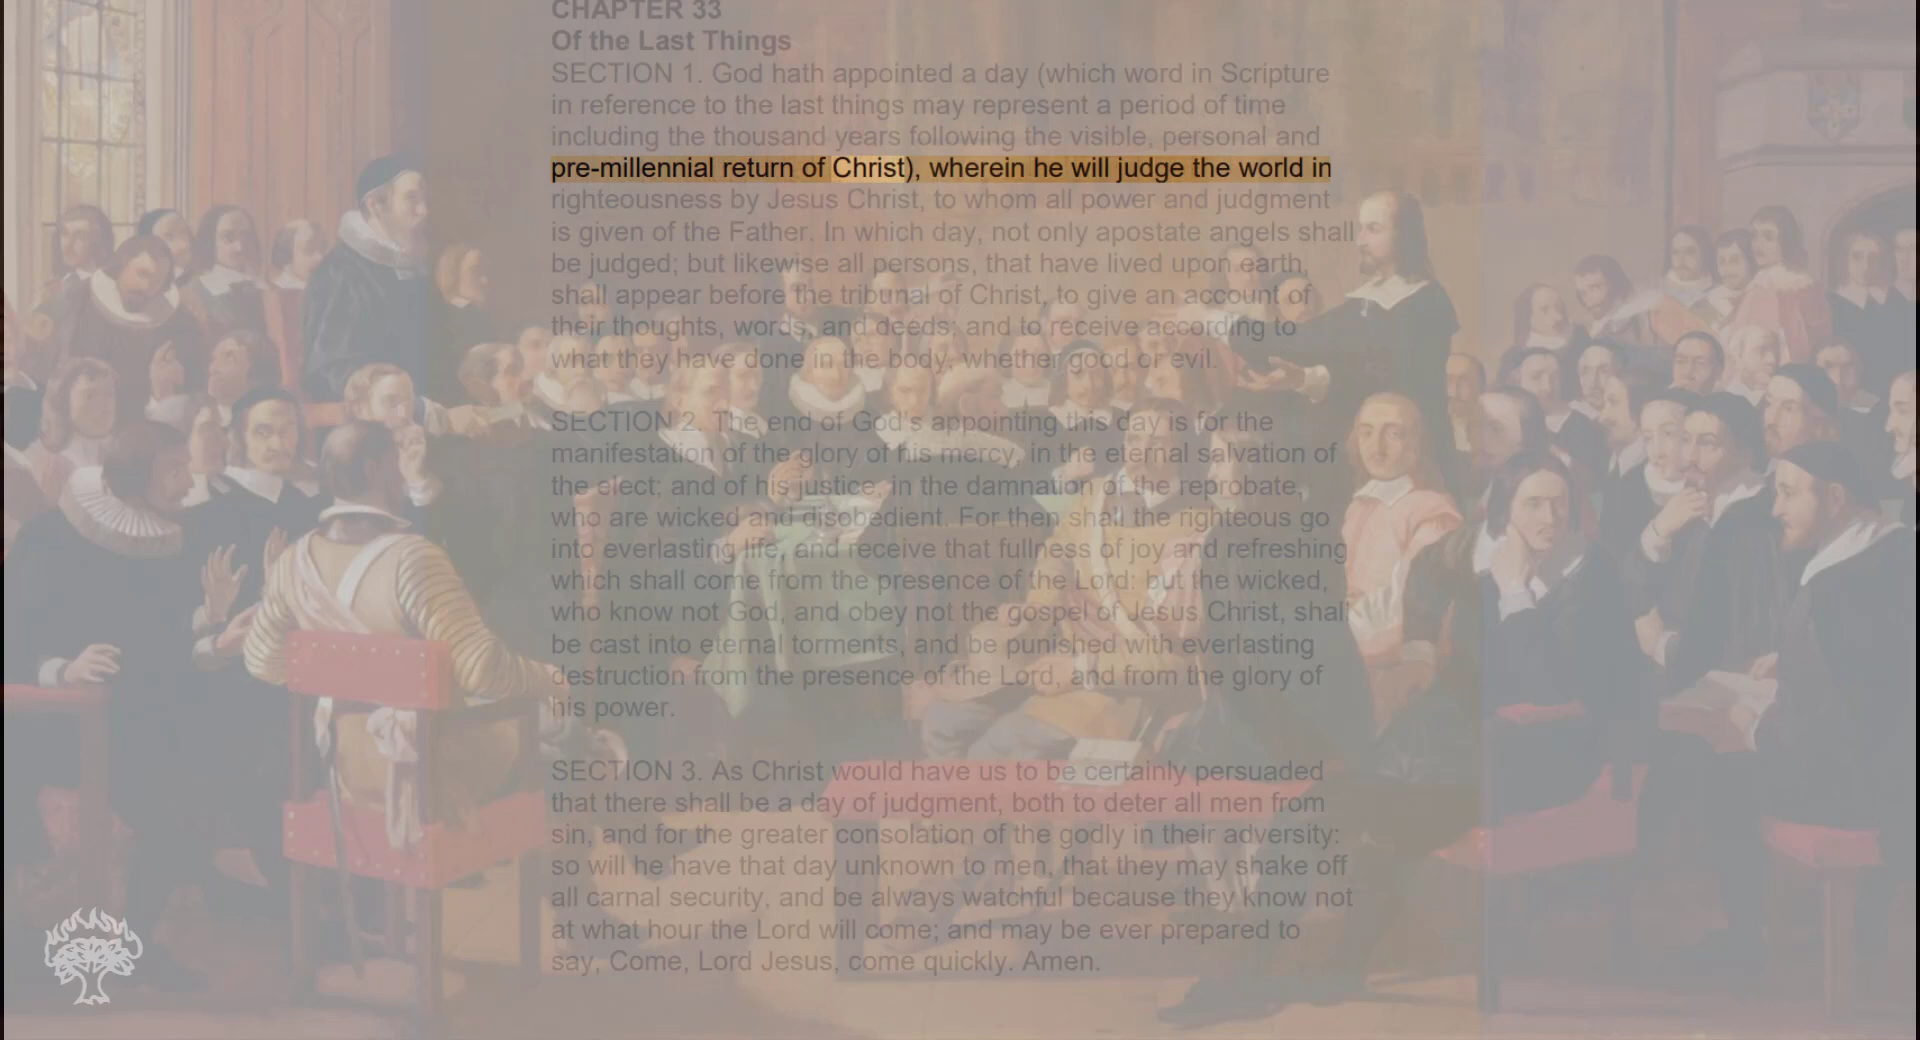 CHAPTER 33
Of the Last Things
SECTION 1. God hath appointed a day (which word in Scripture
in reference to the last things may represent a period of time
including the thousand years following the visible, personal and
pre-millennial return of Christ), wherein he will judge the world in
righteousness by Jesus Christ, to whom all power and judgment
is given of the Father. In which day, not only apostate angels shall
be judged; but likewise all persons, that have lived upon earth,
shall appear before the tribunal of Christ, to give an account of
their thoughts, words, and deeds; and to receive according to
what they have done in the body, whether good or evil.
SECTION 2. The end of God's appointing this day is for the
manifestation of the glory of his mercy, in the eternal salvation of
the elect; and of his justice, in the damnation of the reprobate,
who are wicked and disobedient. For then shall the righteous go
into everlasting life, and receive that fullness of joy and refreshing
which shall come from the presence of the Lord: but the wicked,
who know not God, and obey not the gospel of Jesus Christ, shall
be cast into eternal torments, and be punished with everlasting
destruction from the presence of the Lord, and from the glory of
his power.
SECTION 3. As Christ would have us to be certainly persuaded
that there shall be a day of judgment, both to deter all men from
sin, and for the greater consolation of the godly in their adversity:
so will he have that day unknown to men, that they may shake off
all carnal security, and be always watchful because they know not
at what hour the Lord will come; and may be ever prepared to
say, Come, Lord Jesus, come quickly. Amen.